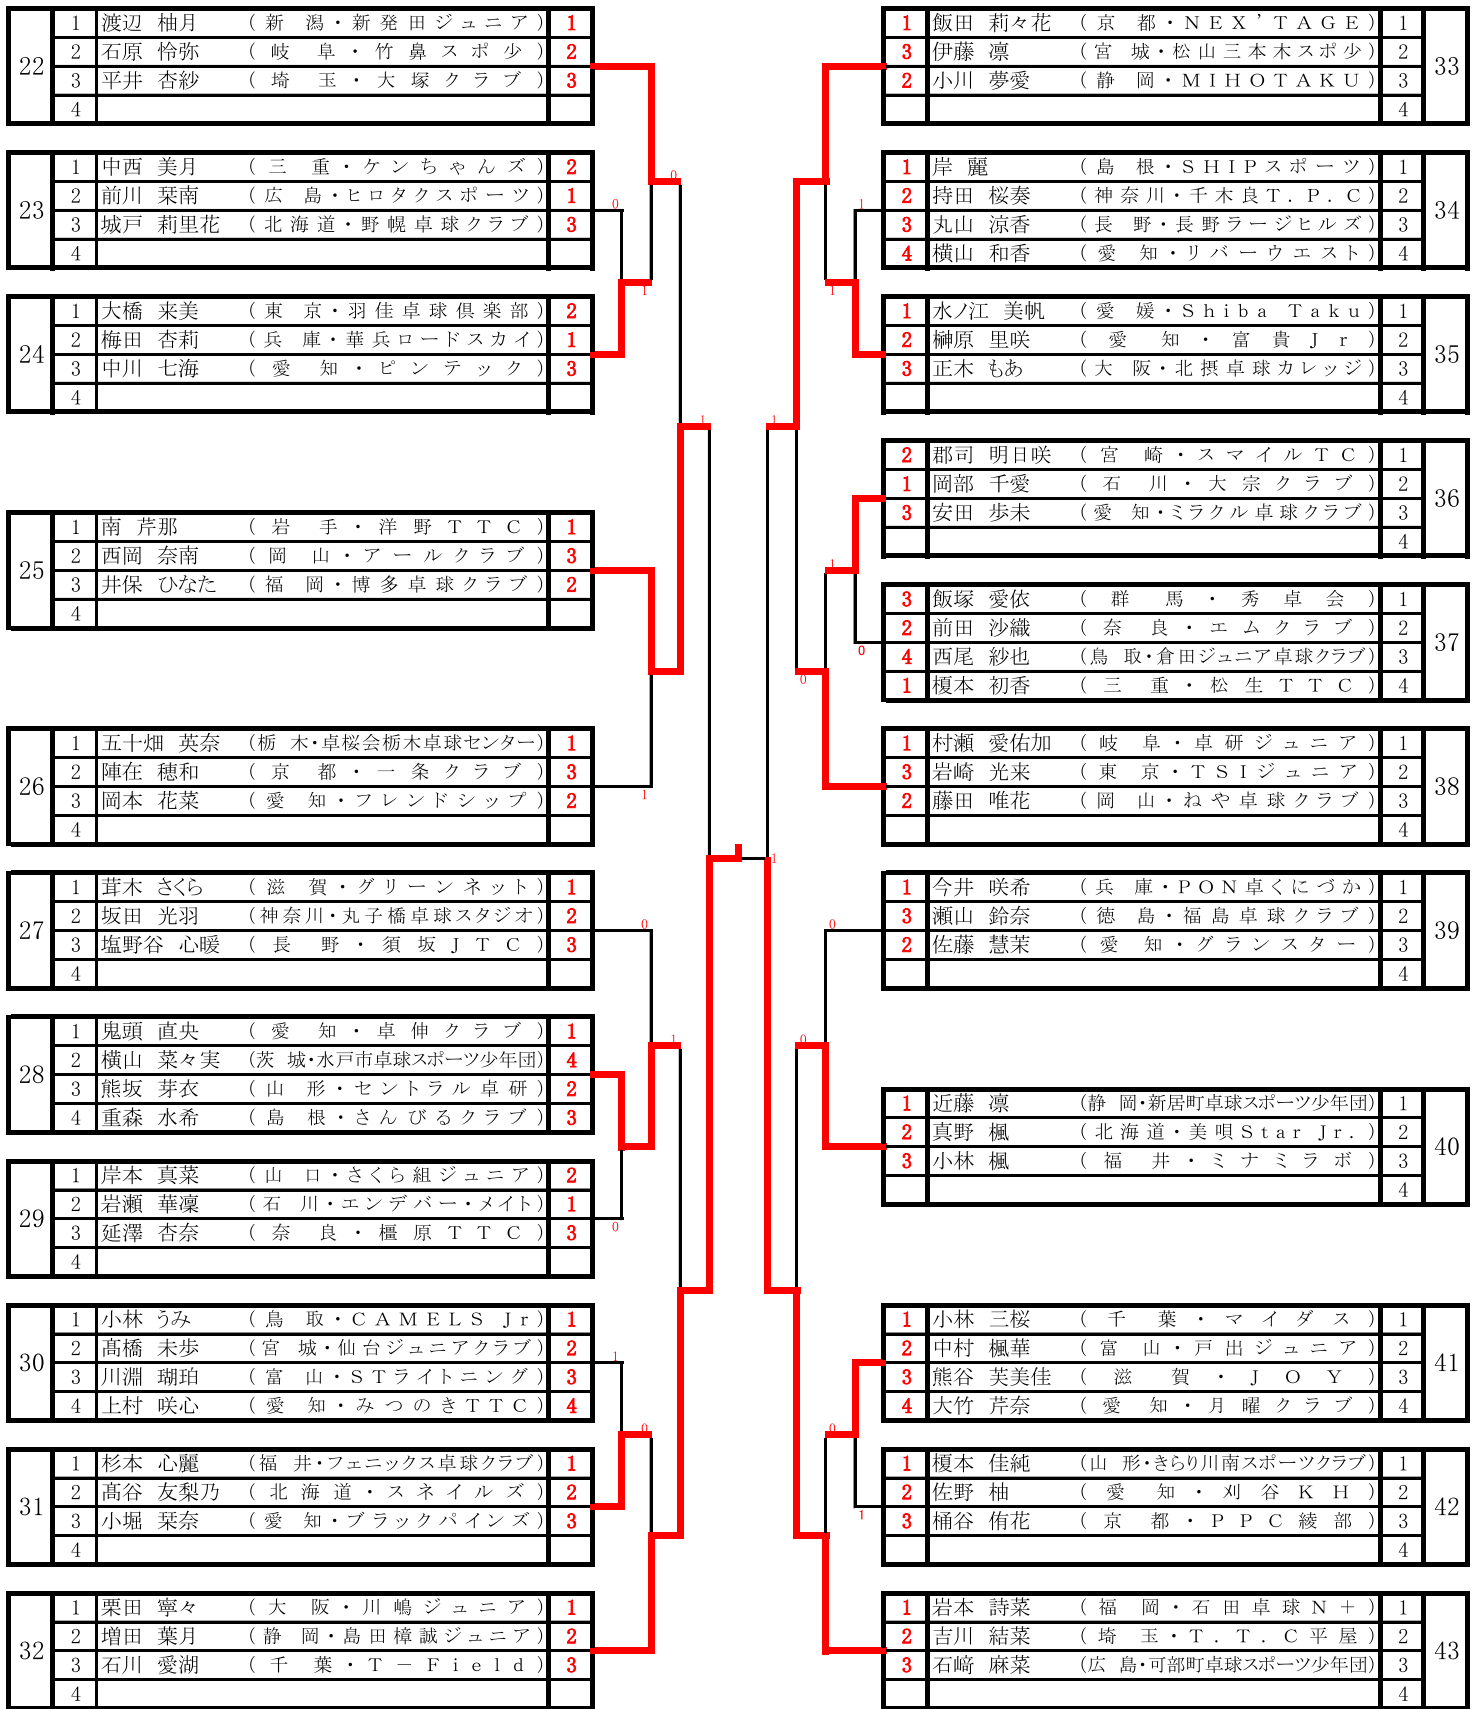 22
1 渡辺 柚月 (新 潟・新発田ジュニア) 1
2 石原 怜弥 (岐 阜・竹鼻スポ少) 2
3 平井 杏紗 (埼 玉・大塚クラブ) 3
4
23
1 中西 美月 (三 重・ケンちゃんズ) 2
2 前川 栞南 (広 島・ヒロタクスポーツ) 1
3 城戸 莉里花 (北海道・野幌卓球クラブ) 3
4
24
1 大橋 来美 (東 京・羽佳卓球倶楽部) 2
2 梅田 杏莉 (兵 庫・華兵ロードスカイ) 1
3 中川 七海 (愛 知・ピンテック) 3
4
25
1 南 芹那 (岩 手・洋野TTC) 1
2 西岡 奈南 (岡 山・アールクラブ) 3
3 井保 ひなた (福 岡・博多卓球クラブ) 2
4
26
1 五十畑 英奈 (栃 木・卓桜会栃木卓球センター) 1
2 陣在 穂和 (京 都・一条クラブ) 3
3 岡本 花菜 (愛 知・フレンドシップ) 2
4
27
1 茸木 さくら (滋 賀・グリーンネット) 1
2 坂田 光羽 (神奈川・丸子橋卓球スタジオ) 2
3 塩野谷 心暖 (長 野・須坂JTC) 3
4
28
1 鬼頭 直央 (愛 知・卓伸クラブ) 1
2 横山 菜々実 (茨 城・水戸市卓球スポーツ少年団) 4
3 熊坂 芽衣 (山 形・セントラル卓研) 2
4 重森 水希 (島 根・さんびるクラブ) 3
29
1 岸本 真菜 (山 口・さくら組ジュニア) 2
2 岩瀬 華凜 (石 川・エンデバー・メイト) 1
3 延澤 杏奈 (奈 良・橿原TTC) 3
4
30
1 小林 うみ (鳥 取・CAMELS Jr) 1
2 髙橋 未歩 (宮 城・仙台ジュニアクラブ) 2
3 川淵 瑚珀 (富 山・STライトニング) 3
4 上村 咲心 (愛 知・みつのきTTC) 4
31
1 杉本 心麗 (福 井・フェニックス卓球クラブ) 1
2 髙谷 友梨乃 (北海道・スネイルズ) 2
3 小堀 栞奈 (愛 知・ブラックパインズ) 3
4
32
1 栗田 寧々 (大 阪・川嶋ジュニア) 1
2 増田 葉月 (静 岡・島田樟誠ジュニア) 2
3 石川 愛湖 (千 葉・T－Field) 3
4
0
0
1
1
1
0
1
0
1
0
1
1
1
1
0
0
0
0
0
1
1
33
1 飯田 莉々花 (京 都・NEX’TAGE) 1
3 伊藤 凛 (宮 城・松山三本木スポ少) 2
2 小川 夢愛 (静 岡・MIHOTAKU) 3
4
34
1 岸 麗 (島 根・SHIPスポーツ) 1
2 持田 桜奏 (神奈川・千木良T.P.C) 2
3 丸山 涼香 (長 野・長野ラージヒルズ) 3
4 横山 和香 (愛 知・リバーウエスト) 4
35
1 水ノ江 美帆 (愛 媛・Shiba Taku) 1
2 榊原 里咲 (愛 知・富貴Jr) 2
3 正木 もあ (大 阪・北摂卓球カレッジ) 3
4
36
2 郡司 明日咲 (宮 崎・スマイルTC) 1
1 岡部 千愛 (石 川・大宗クラブ) 2
3 安田 歩未 (愛 知・ミラクル卓球クラブ) 3
4
37
3 飯塚 愛依 (群 馬・秀卓会) 1
2 前田 沙織 (奈 良・エムクラブ) 2
4 西尾 紗也 (鳥 取・倉田ジュニア卓球クラブ) 3
1 榎本 初香 (三 重・松生TTC) 4
38
1 村瀬 愛佑加 (岐 阜・卓研ジュニア) 1
3 岩崎 光来 (東 京・TSIジュニア) 2
2 藤田 唯花 (岡 山・ねや卓球クラブ) 3
4
39
1 今井 咲希 (兵 庫・PON卓くにづか) 1
3 瀬山 鈴奈 (徳 島・福島卓球クラブ) 2
2 佐藤 慧茉 (愛 知・グランスター) 3
4
40
1 近藤 凛 (静 岡・新居町卓球スポーツ少年団) 1
2 真野 楓 (北海道・美唄Star Jr.) 2
3 小林 楓 (福 井・ミナミラボ) 3
4
41
1 小林 三桜 (千 葉・マイダス) 1
2 中村 楓華 (富 山・戸出ジュニア) 2
3 熊谷 芙美佳 (滋 賀・JOY) 3
4 大竹 芹奈 (愛 知・月曜クラブ) 4
42
1 榎本 佳純 (山 形・きらり川南スポーツクラブ) 1
2 佐野 柚 (愛 知・刈谷KH) 2
3 桶谷 侑花 (京 都・PPC綾部) 3
4
43
1 岩本 詩菜 (福 岡・石田卓球N＋) 1
2 吉川 結菜 (埼 玉・T.T.C平屋) 2
3 石﨑 麻菜 (広 島・可部町卓球スポーツ少年団) 3
4